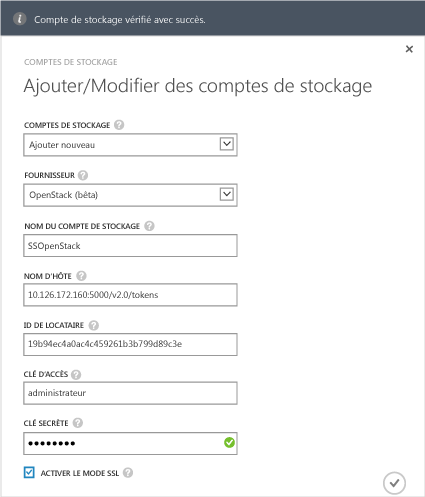 Compte de stockage vérifié avec succès.
COMPTES DE STOCKAGE
Ajouter/Modifier des comptes de stockage
COMPTES DE STOCKAGE ?
Ajouter nouveau
FOURNISSEUR ?
OpenStack (bêta)
NOM DU COMPTE DE STOCKAGE ?
SSOpenStack
NOM D'HÔTE ?
10.126.172.160:5000/v2.0/tokens
ID DE LOCATAIRE ?
19b94ec4a0ac4c459261b3b799d89c3e
CLÉ D'ACCÈS ?
administrateur
CLÉ SECRÈTE ?
••••••••
ACTIVER LE MODE SSL ?